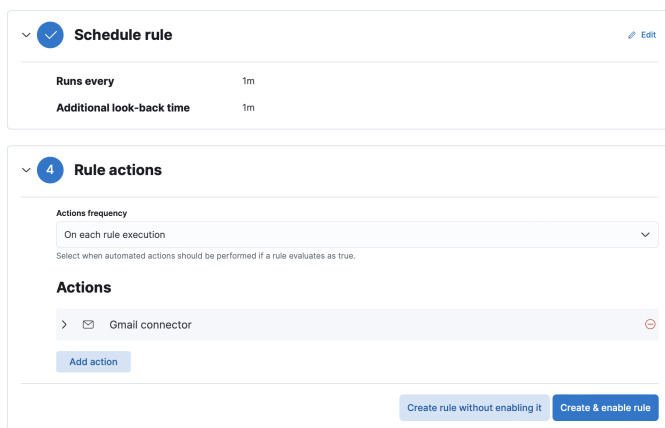 Schedule rule
Edit
Runs every 1m
Additional look-back time 1m
4 Rule actions
Actions frequency
On each rule execution
Select when automated actions should be performed if a rule evaluates as true.
Actions
Gmail connector
Add action
Create rule without enabling it Create & enable rule